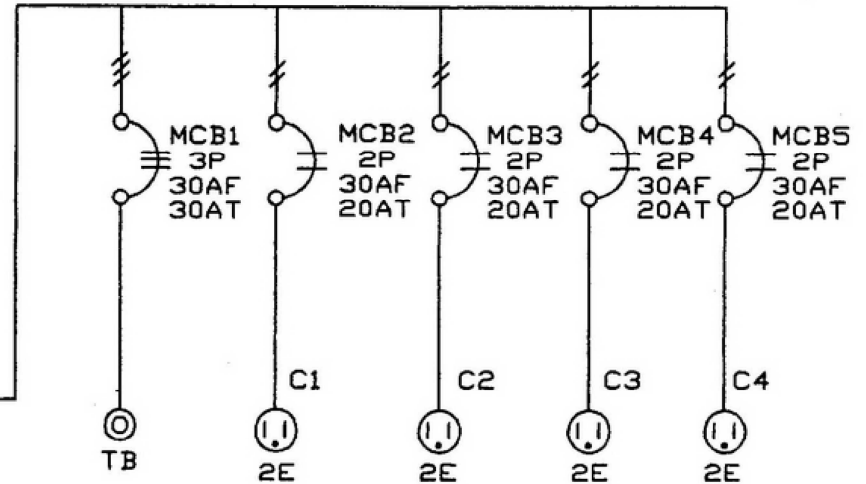 MCB1
3P
30AF
30AT
MCB2
2P
30AF
20AT
MCB3
2P
30AF
20AT
MCB4
2P
30AF
20AT
MCB5
2P
30AF
20AT
C1
C2
C3
C4
TB
2E
2E
2E
2E